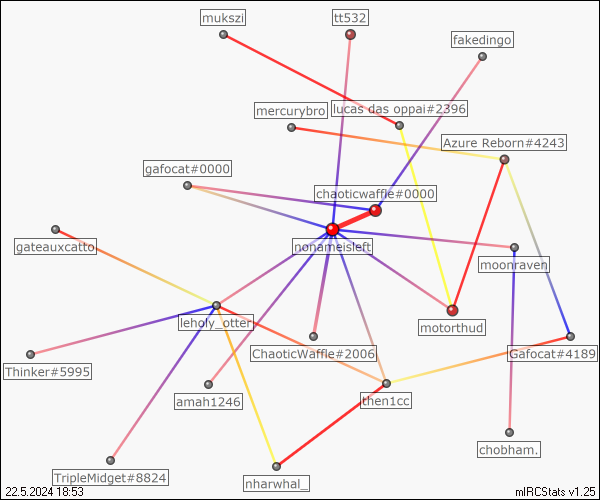 mukszi
tt532
fakedingo
mercurybro
lucas das oppai#2396
Azure Reborn#4243
gafocat#0000
chaoticwaffle#0000
gateauxcatto
nonameisleft
moonraven
leholy_otter
motorthud
ChaoticWaffle#2006
Gafocat#4189
Thinker#5995
amah1246
then1cc
chobham.
TripleMidget#8824
nharwhal_
22.5.2024 18:53
mIRCStats v1.25